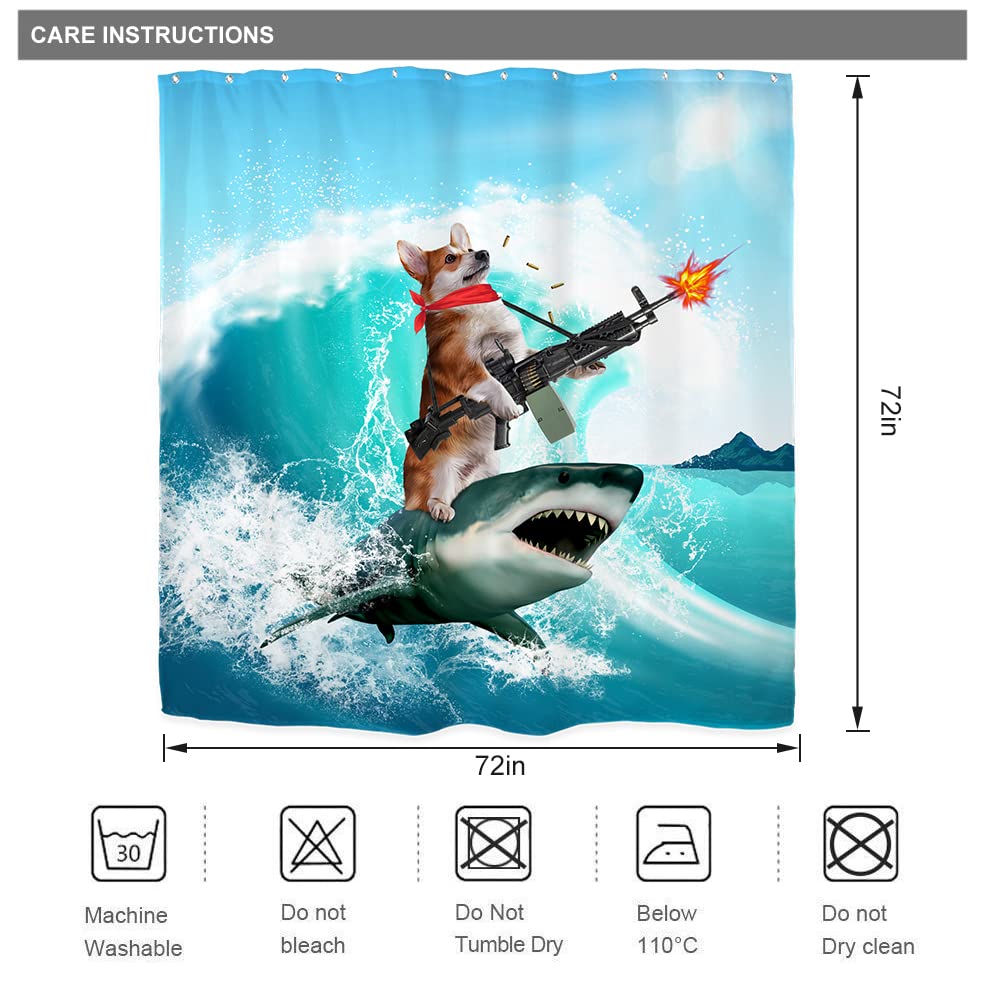 CARE INSTRUCTIONS
72in
72in
30
Machine
Washable
Do not
bleach
Do Not
Tumble Dry
Below
110°C
Do not
Dry clean